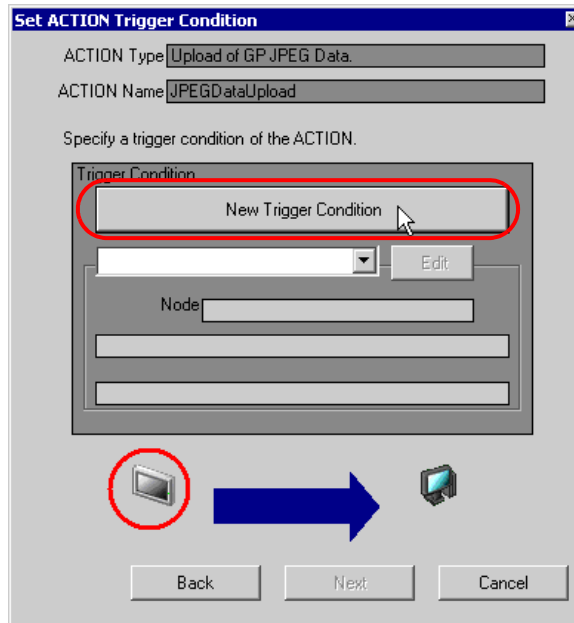 Set ACTION Trigger Condition
ACTION Type Upload of GP JPEG Data.
ACTION Name JPEGDataUpload
Specify a trigger condition of the ACTION.
Trigger Condition
New Trigger Condition
Edit
Node
Back Next Cancel